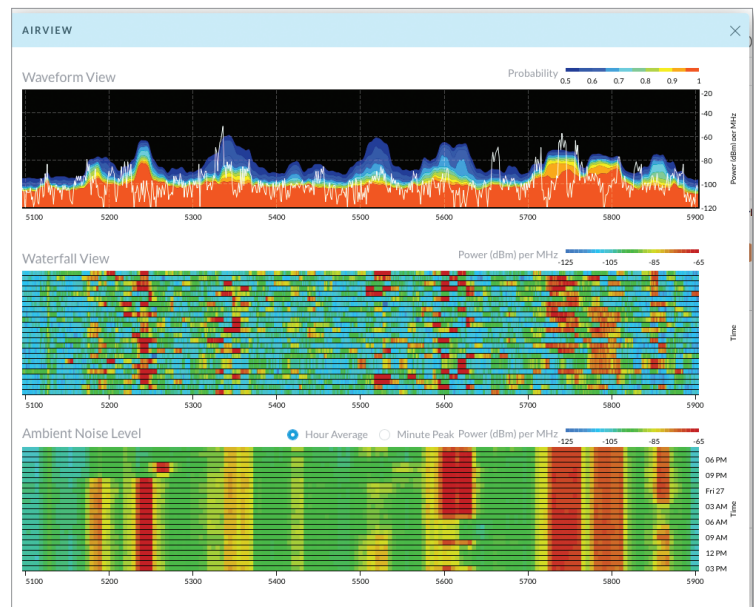 AIRVIEW
Waveform View
Probability
0.5 0.6 0.7 0.8 0.9 1
-20
-40
-60
-80
-100
-120
Power (dBm) per MHz
5100 5200 5300 5400 5500 5600 5700 5800 5900
Waterfall View
Power (dBm) per MHz
-125 -105 -85 -65
Time
5100 5200 5300 5400 5500 5600 5700 5800 5900
Ambient Noise Level
Hour Average Minute Peak Power (dBm) per MHz
-125 -105 -85 -65
06 PM
09 PM
Fri 27
03 AM
06 AM
09 AM
12 PM
03 PM
Time
5100 5200 5300 5400 5500 5600 5700 5800 5900